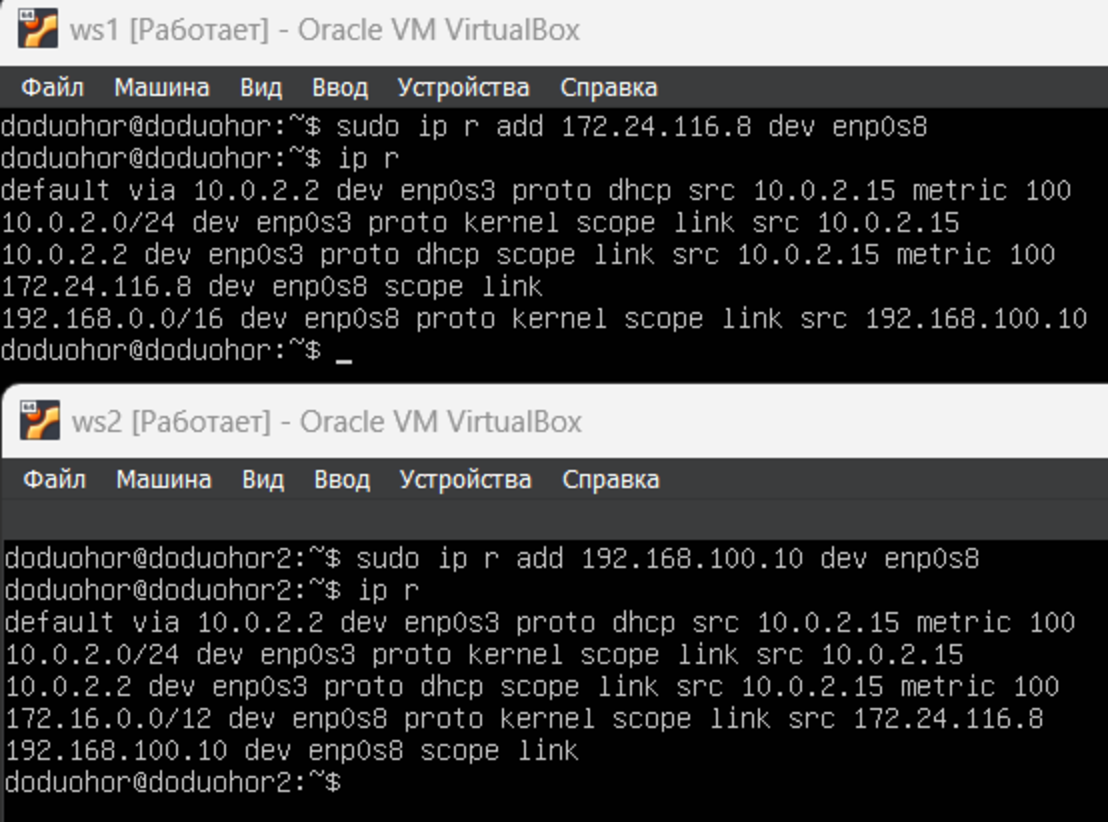 ws1 [Работает] - Oracle VM VirtualBox
Файл Машина Вид Ввод Устройства Справка
doduohor@doduohor:~$ sudo ip r add 172.24.116.8 dev enp0s8
doduohor@doduohor:~$ ip r
default via 10.0.2.2 dev enp0s3 proto dhcp src 10.0.2.15 metric 100
10.0.2.0/24 dev enp0s3 proto kernel scope link src 10.0.2.15
10.0.2.2 dev enp0s3 proto dhcp scope link src 10.0.2.15 metric 100
172.24.116.8 dev enp0s8 scope link
192.168.0.0/16 dev enp0s8 proto kernel scope link src 192.168.100.10
doduohor@doduohor:~$ _
ws2 [Работает] - Oracle VM VirtualBox
Файл Машина Вид Ввод Устройства Справка
doduohor@doduohor2:~$ sudo ip r add 192.168.100.10 dev enp0s8
doduohor@doduohor2:~$ ip r
default via 10.0.2.2 dev enp0s3 proto dhcp src 10.0.2.15 metric 100
10.0.2.0/24 dev enp0s3 proto kernel scope link src 10.0.2.15
10.0.2.2 dev enp0s3 proto dhcp scope link src 10.0.2.15 metric 100
172.16.0.0/12 dev enp0s8 proto kernel scope link src 172.24.116.8
192.168.100.10 dev enp0s8 scope link
doduohor@doduohor2:~$